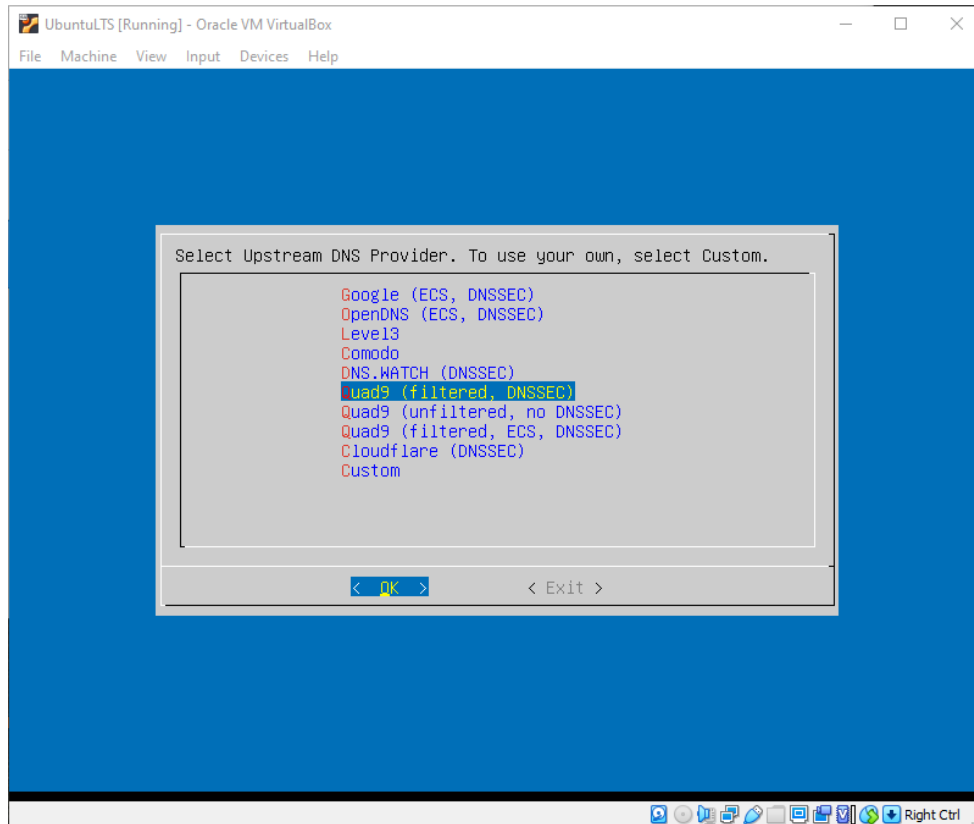 UbuntuLTS [Running] - Oracle VM VirtualBox
File Machine View Input Devices Help
Select Upstream DNS Provider. To use your own, select Custom.
Google (ECS, DNSSEC)
OpenDNS (ECS, DNSSEC)
Level3
Comodo
DNS.WATCH (DNSSEC)
Quad9 (filtered, DNSSEC)
Quad9 (unfiltered, no DNSSEC)
Quad9 (filtered, ECS, DNSSEC)
Cloudflare (DNSSEC)
Custom
< OK > < Exit >
Right Ctrl